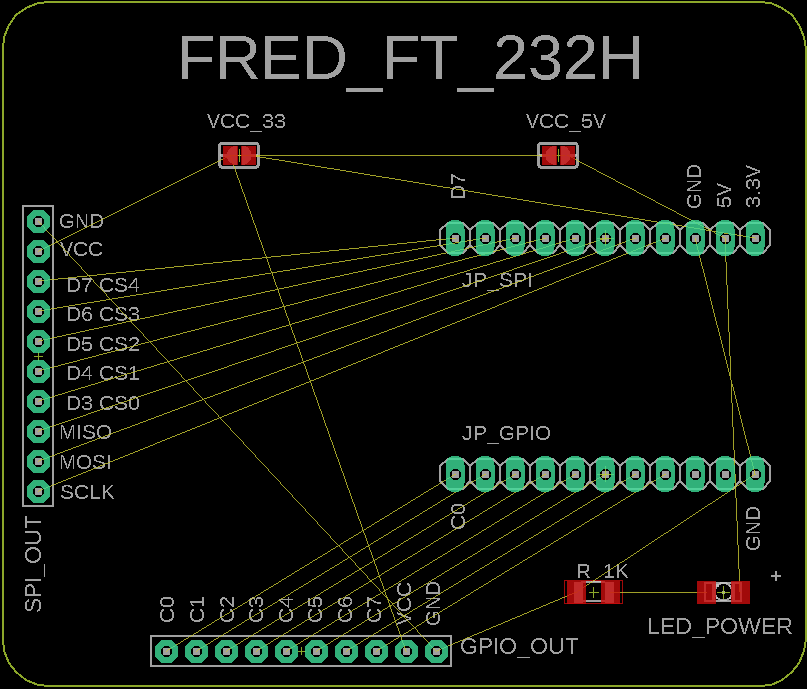 FRED_FT_232H
VCC_33
VCC_5V
D7
GND
5V
3.3V
GND
VCC
D7 CS4
D6 CS3
D5 CS2
D4 CS1
D3 CS0
MISO
MOSI
SCLK
SPI_OUT
JP_SPI
JP_GPIO
C0
GND
R_1K
+
LED_POWER
C0
C1
C2
C3
C4
C5
C6
C7
VCC
GND
GPIO_OUT